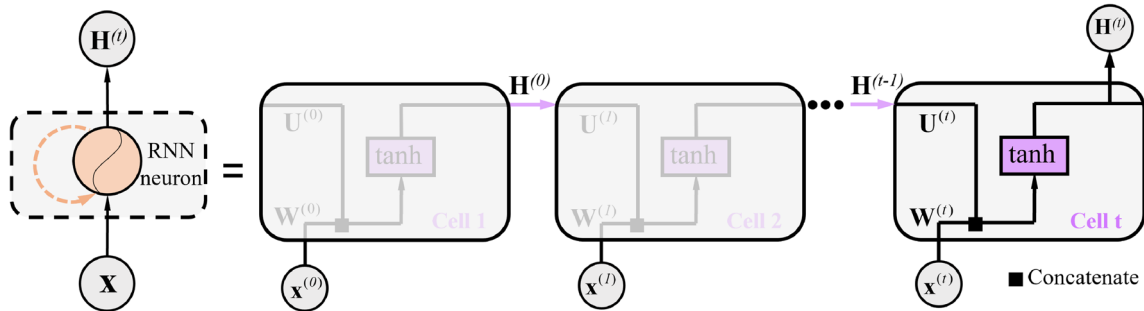 H(t)
RNN
neuron
x
=
U(0)
tanh
W(0)
Cell 1
x(0)
H(0)
U(1)
tanh
W(1)
Cell 2
x(1)
•••
H(t-1)
H(t)
U(t)
tanh
W(t)
Cell t
x(t)
Concatenate